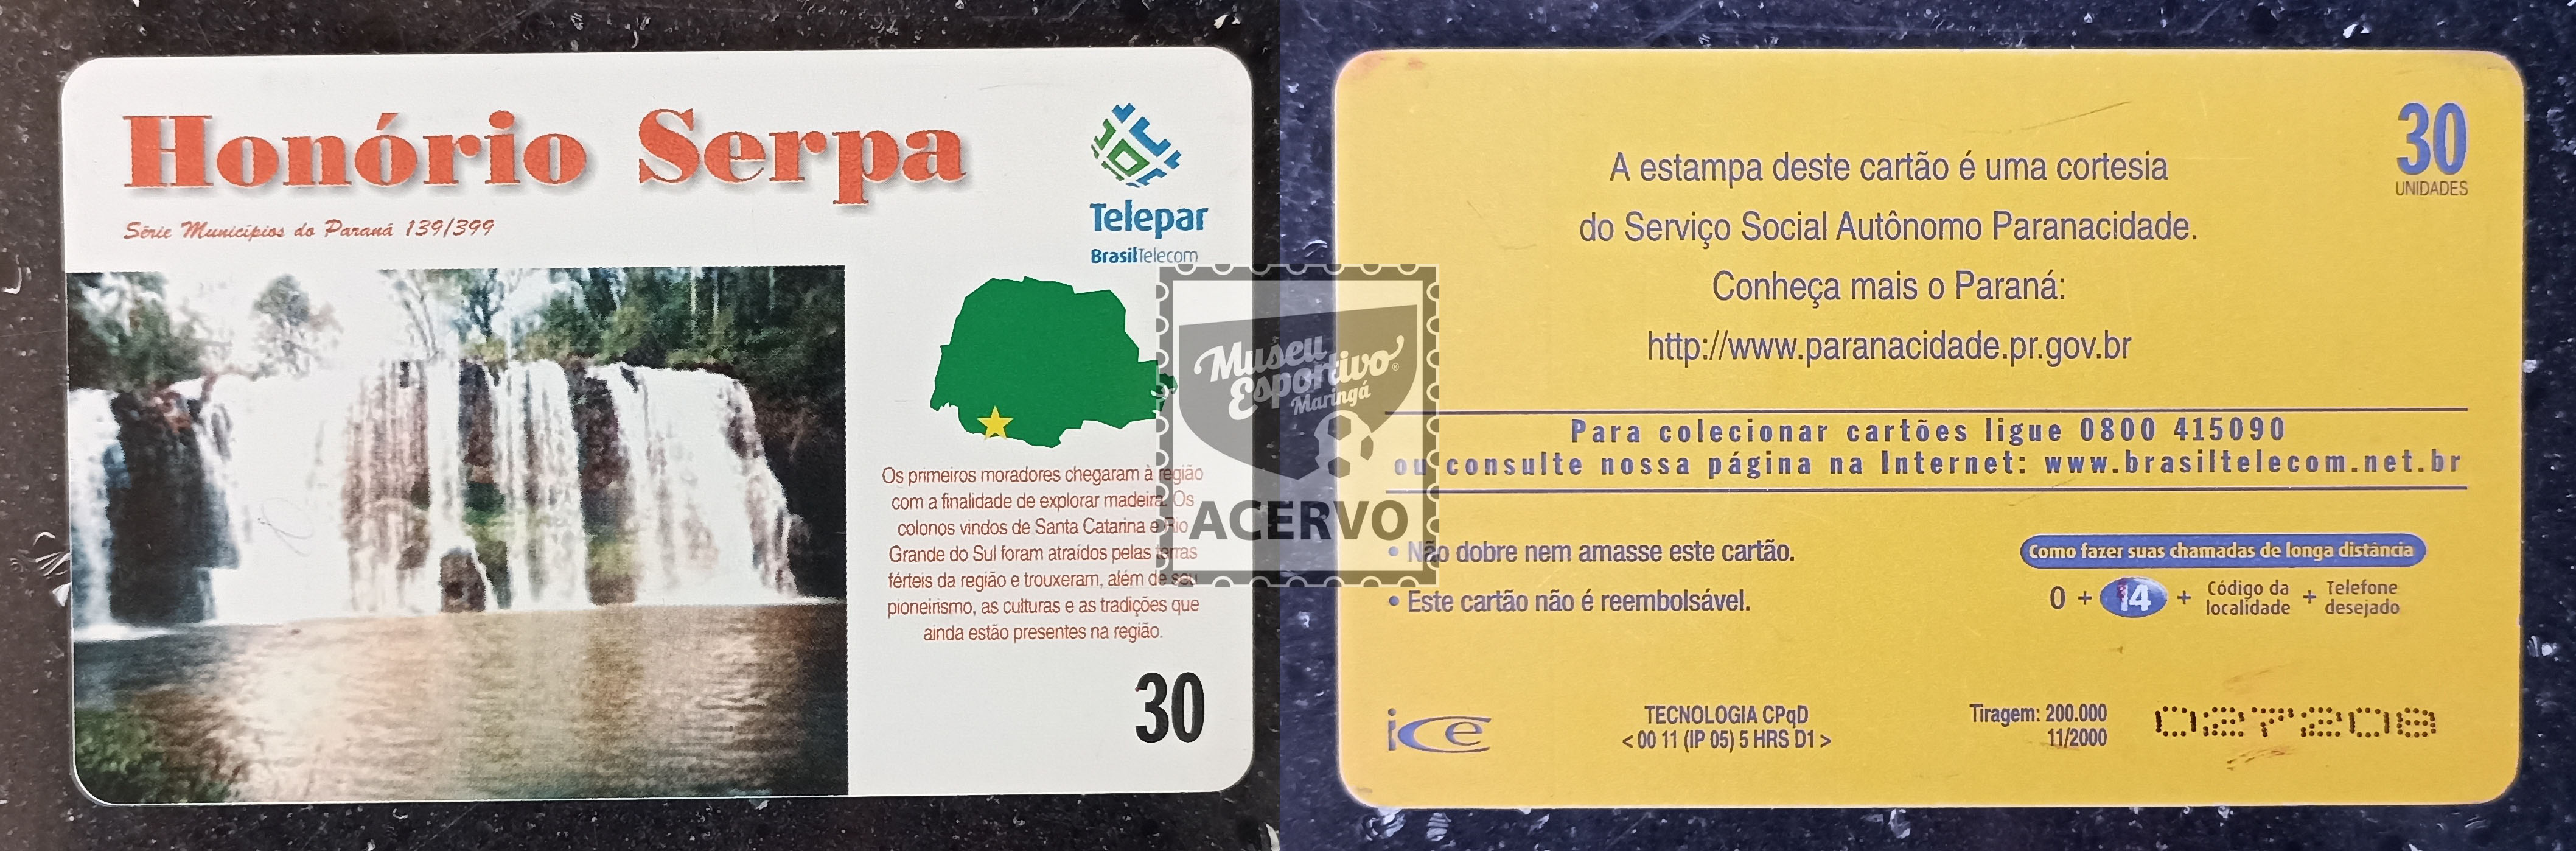 Honório Serpa
Série Municípios do Paraná 139/399
Telepar
BrasilTelecom
Os primeiros moradores chegaram à região
com a finalidade de explorar madeira. Os
colonos vindos de Santa Catarina e Rio
Grande do Sul foram atraídos pelas terras
férteis da região e trouxeram, além de seu
pioneirismo, as culturas e as tradições que
ainda estão presentes na região.
30
Museu
Esportivo
Maringá
ACERVO
30
UNIDADES
A estampa deste cartão é uma cortesia
do Serviço Social Autônomo Paranacidade.
Conheça mais o Paraná:
http://www.paranacidade.pr.gov.br
Para colecionar cartões ligue 0800 415090
ou consulte nossa página na Internet: www.brasiltelecom.net.br
• Não dobre nem amasse este cartão.
• Este cartão não é reembolsável.
Como fazer suas chamadas de longa distância
0 + 14 + Código da localidade + Telefone desejado
ice
TECNOLOGIA CPqD
< 00 11 (IP 05) 5 HRS D1 >
Tiragem: 200.000
11/2000
027208